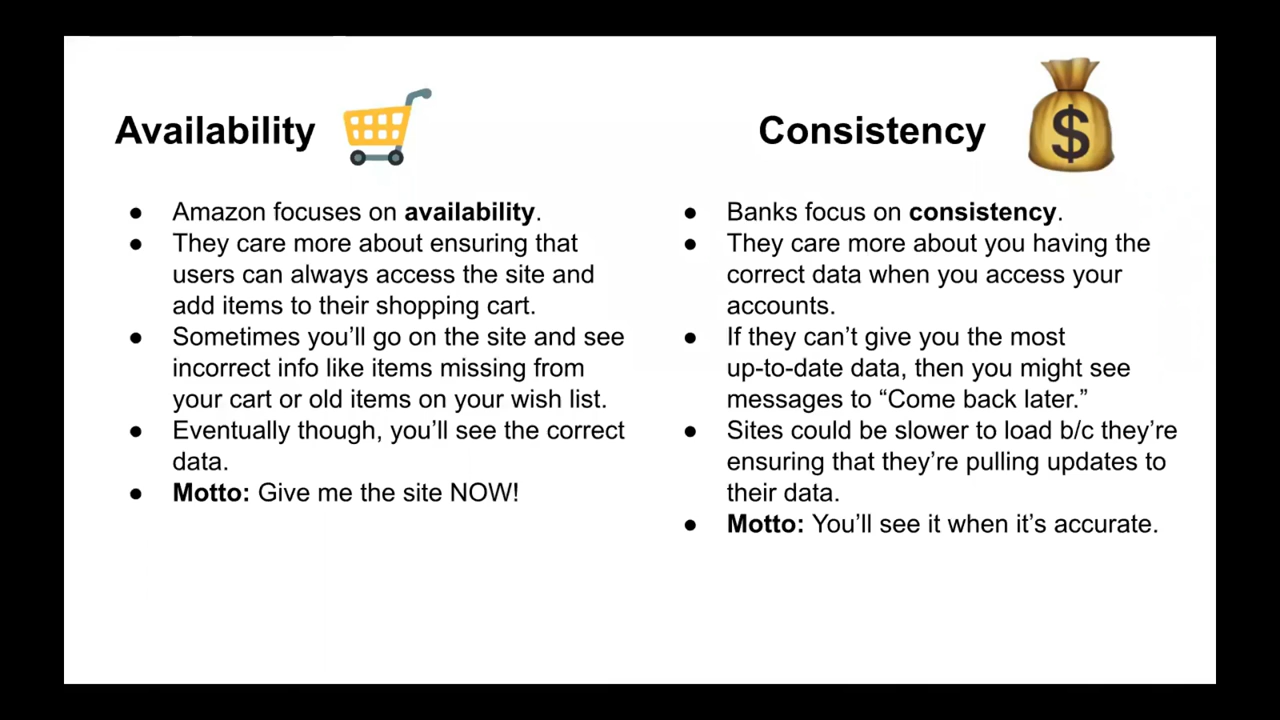 Availability
● Amazon focuses on availability.
● They care more about ensuring that
users can always access the site and
add items to their shopping cart.
● Sometimes you’ll go on the site and see
incorrect info like items missing from
your cart or old items on your wish list.
● Eventually though, you’ll see the correct
data.
● Motto: Give me the site NOW!
Consistency
$
● Banks focus on consistency.
● They care more about you having the
correct data when you access your
accounts.
● If they can’t give you the most
up-to-date data, then you might see
messages to “Come back later.”
● Sites could be slower to load b/c they’re
ensuring that they’re pulling updates to
their data.
● Motto: You’ll see it when it’s accurate.